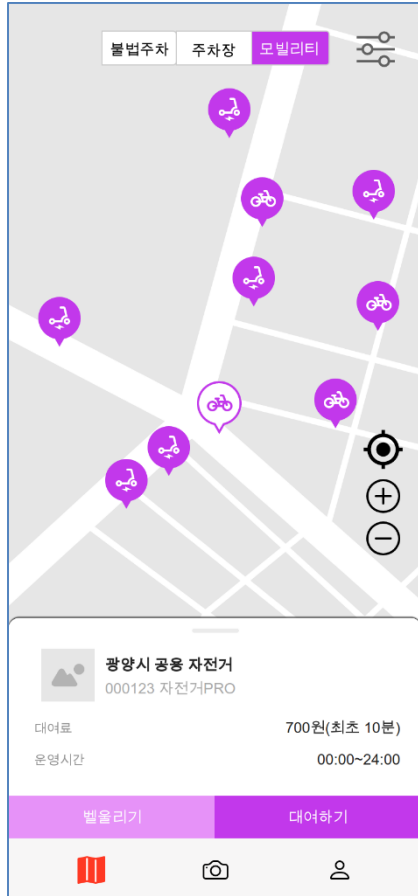 불법주차 주차장 모빌리티
광양시 공용 자전거
000123 자전거PRO
대여료 700원(최초 10분)
운영시간 00:00~24:00
벨울리기 대여하기